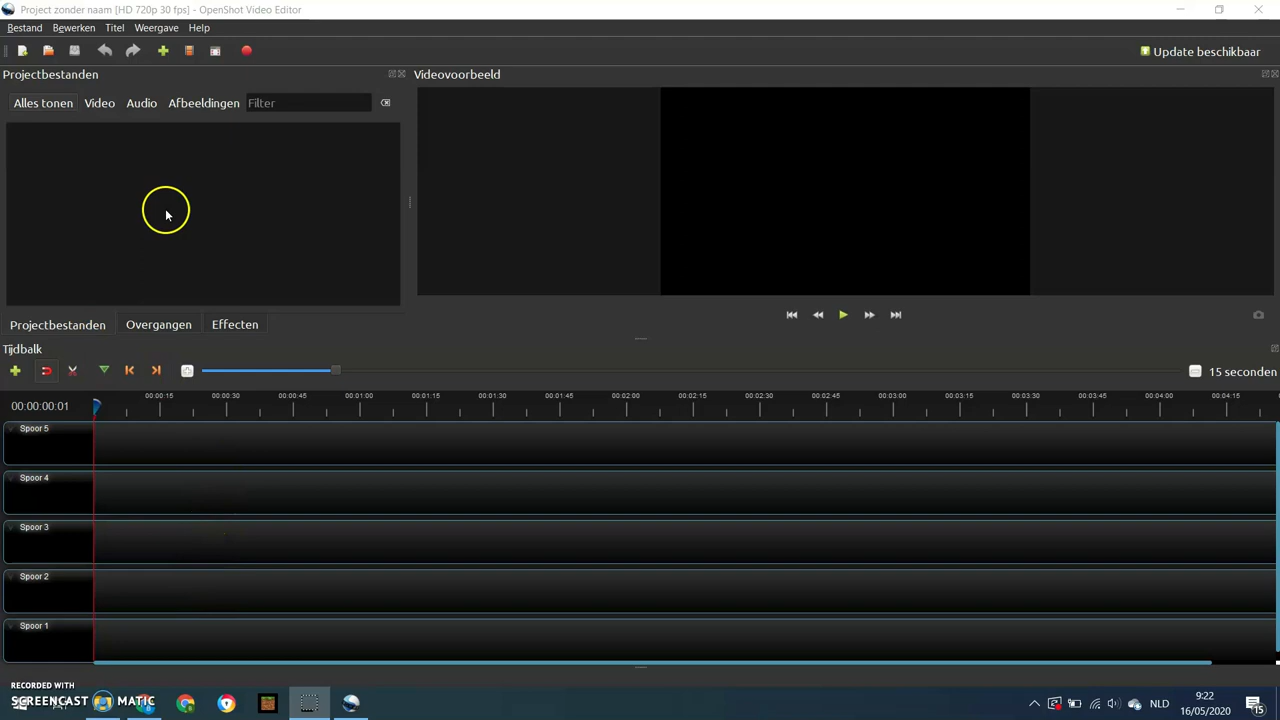 Project zonder naam [HD 720p 30 fps] - OpenShot Video Editor
Bestand Bewerken Titel Weergave Help
Update beschikbaar
Projectbestanden
Videovoorbeeld
Alles tonen Video Audio Afbeeldingen Filter
Projectbestanden Overgangen Effecten
Tijdbalk
15 seconden
00:00:00:01
00:00:15 00:00:30 00:00:45 00:01:00 00:01:15 00:01:30 00:01:45 00:02:00 00:02:15 00:02:30 00:02:45 00:03:00 00:03:15 00:03:30 00:03:45 00:04:00 00:04:15
Spoor 5
Spoor 4
Spoor 3
Spoor 2
Spoor 1
RECORDED WITH
SCREENCAST MATIC
NLD
9:22
16/05/2020
15